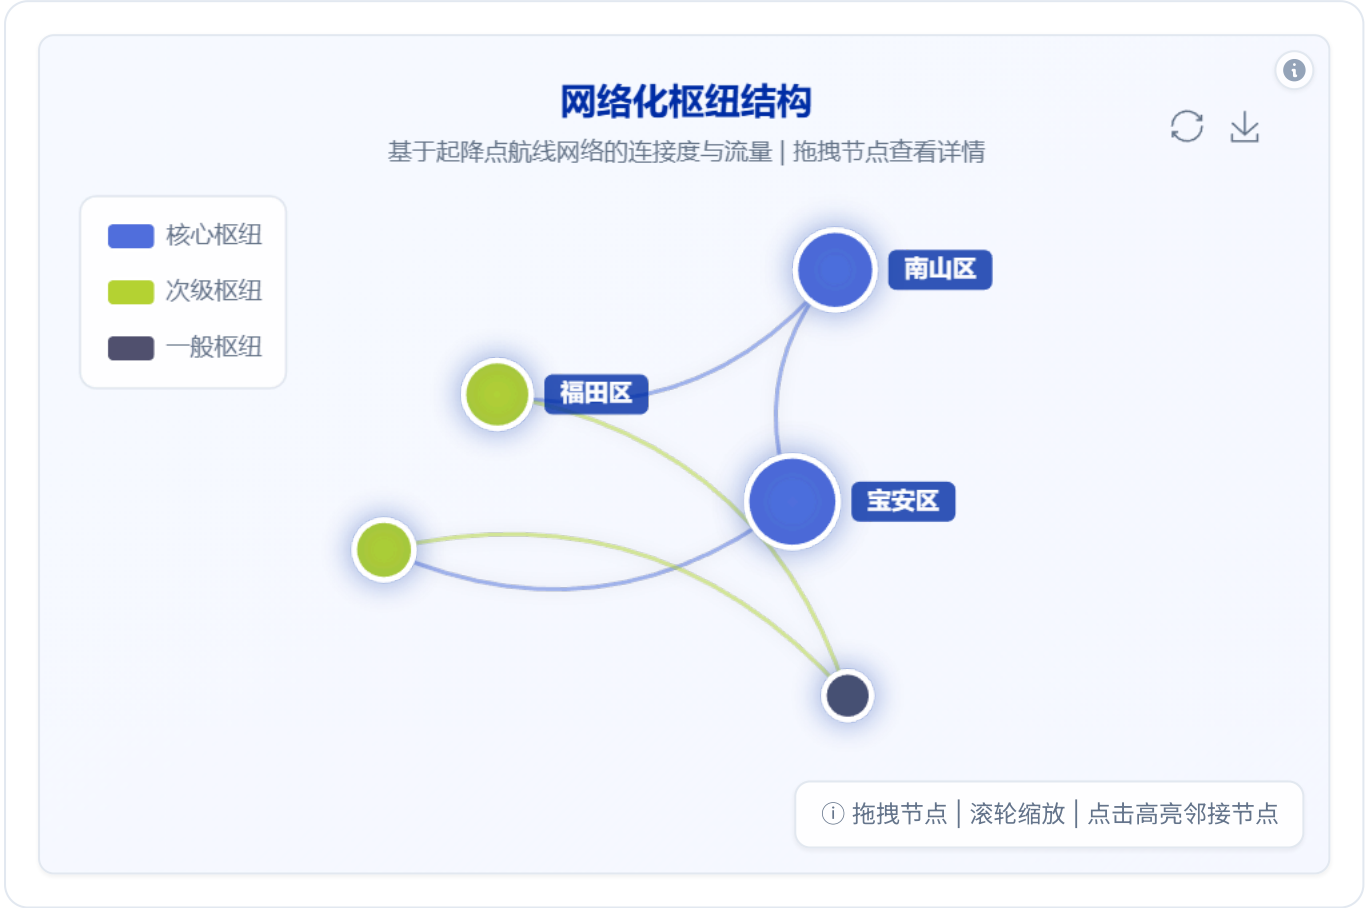 网络化枢纽结构
基于起降点航线网络的连接度与流量 | 拖拽节点查看详情
核心枢纽
次级枢纽
一般枢纽
南山区
福田区
宝安区
拖拽节点 | 滚轮缩放 | 点击高亮邻接节点